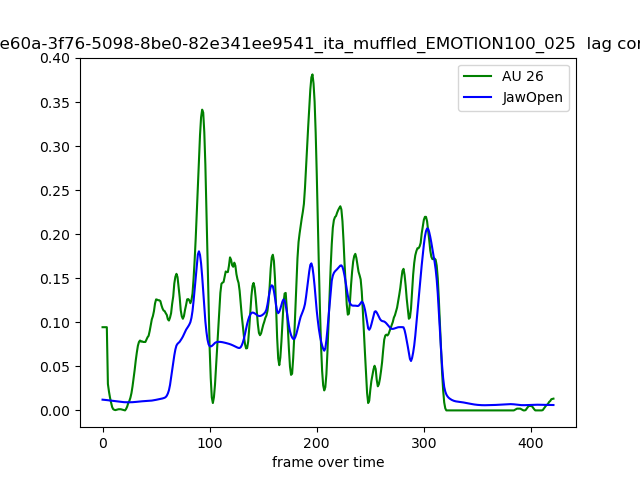 e60a-3f76-5098-8be0-82e341ee9541_ita_muffled_EMOTION100_025 lag
AU 26
JawOpen
0.40
0.35
0.30
0.25
0.20
0.15
0.10
0.05
0.00
0 100 200 300 400
frame over time